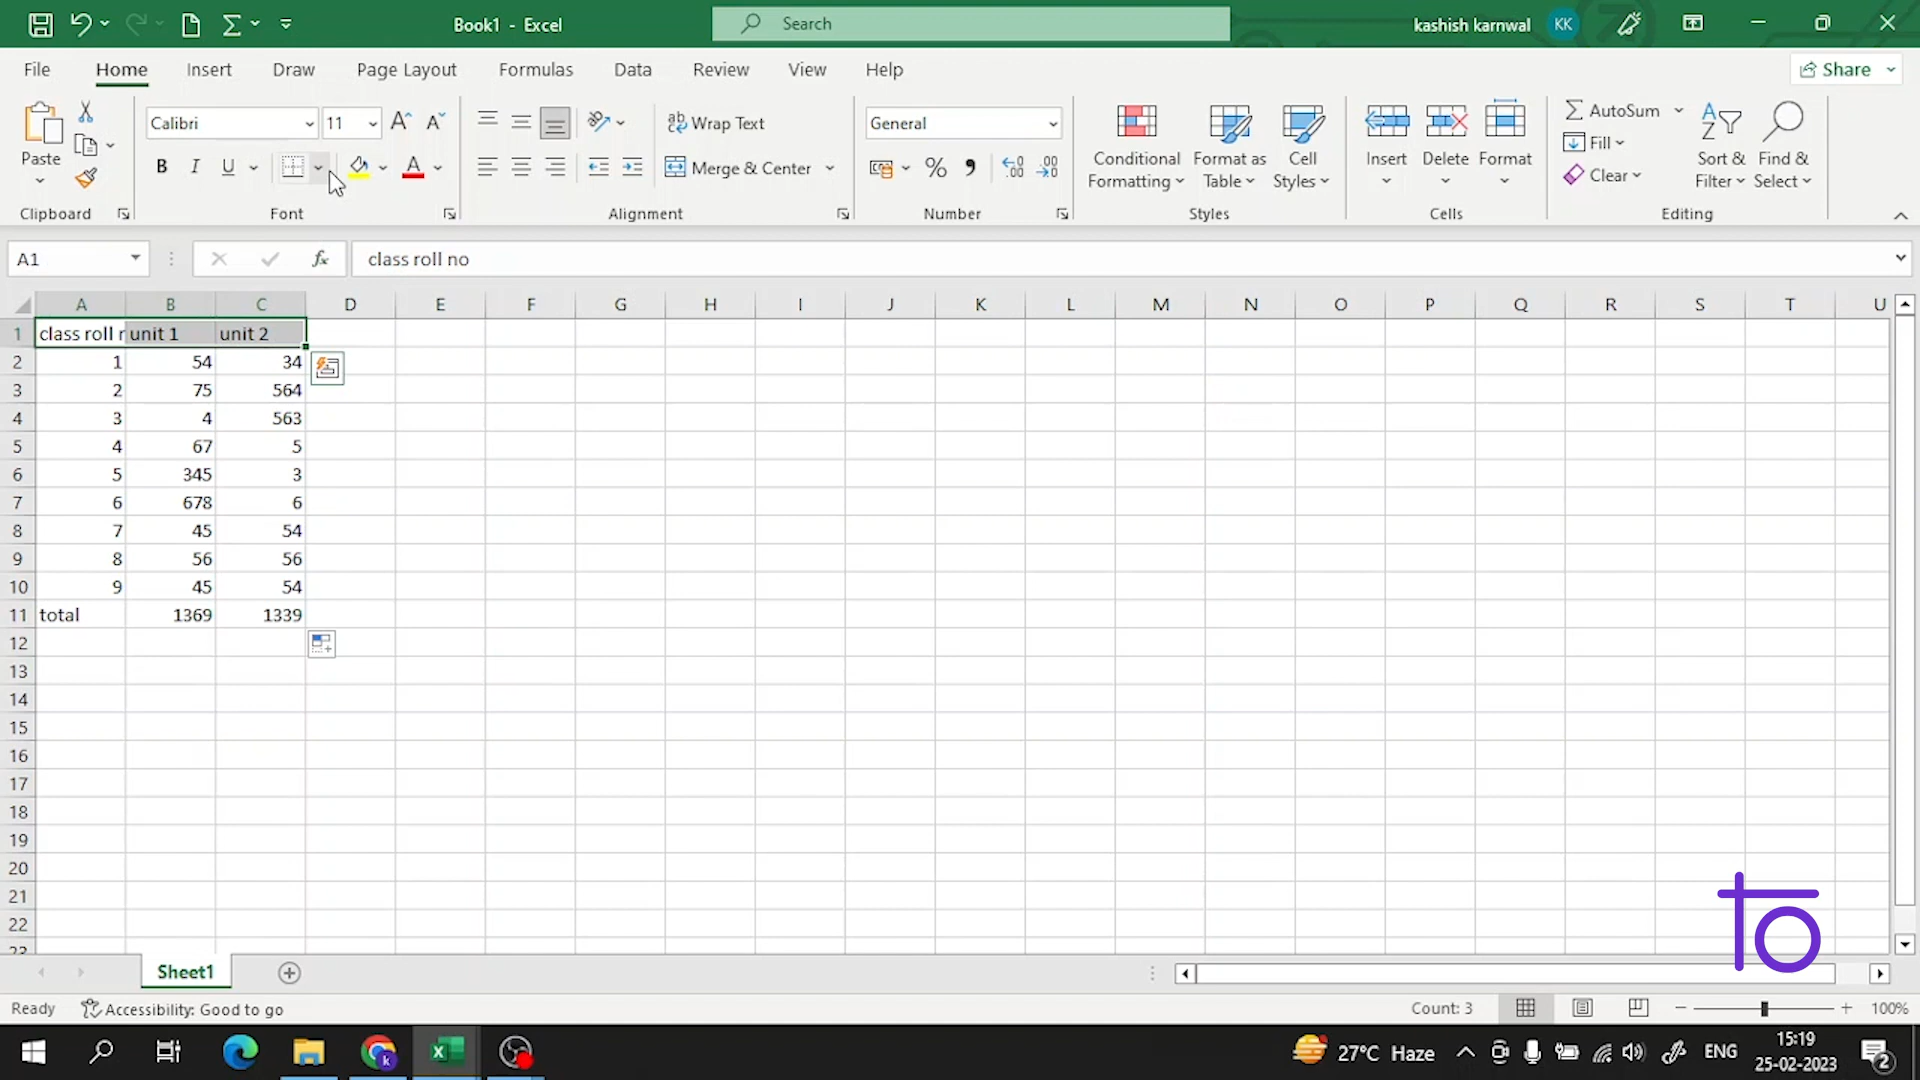 Book1 - Excel
Search
kashish karnwal
KK
File Home Insert Draw Page Layout Formulas Data Review View Help
Share
Paste
Calibri
11
B I U
A
ab Wrap Text
Merge & Center
General
%
Conditional Formatting
Format as Table
Cell Styles
Insert
Delete
Format
AutoSum
Fill
Clear
Sort & Filter
Find & Select
Clipboard Font Alignment Number Styles Cells Editing
A1
fx
class roll no
A B C D E F G H I J K L M N O P Q R S T U
1 class roll unit 1 unit 2
2 1 54 34
3 2 75 564
4 3 4 563
5 4 67 5
6 5 345 3
7 6 678 6
8 7 45 54
9 8 56 56
10 9 45 54
11 total 1369 1339
12
13
14
15
16
17
18
19
20
21
22
23
to
Sheet1
Ready
Accessibility: Good to go
Count: 3
100%
27°C Haze
ENG
15:19
25-02-2023
2